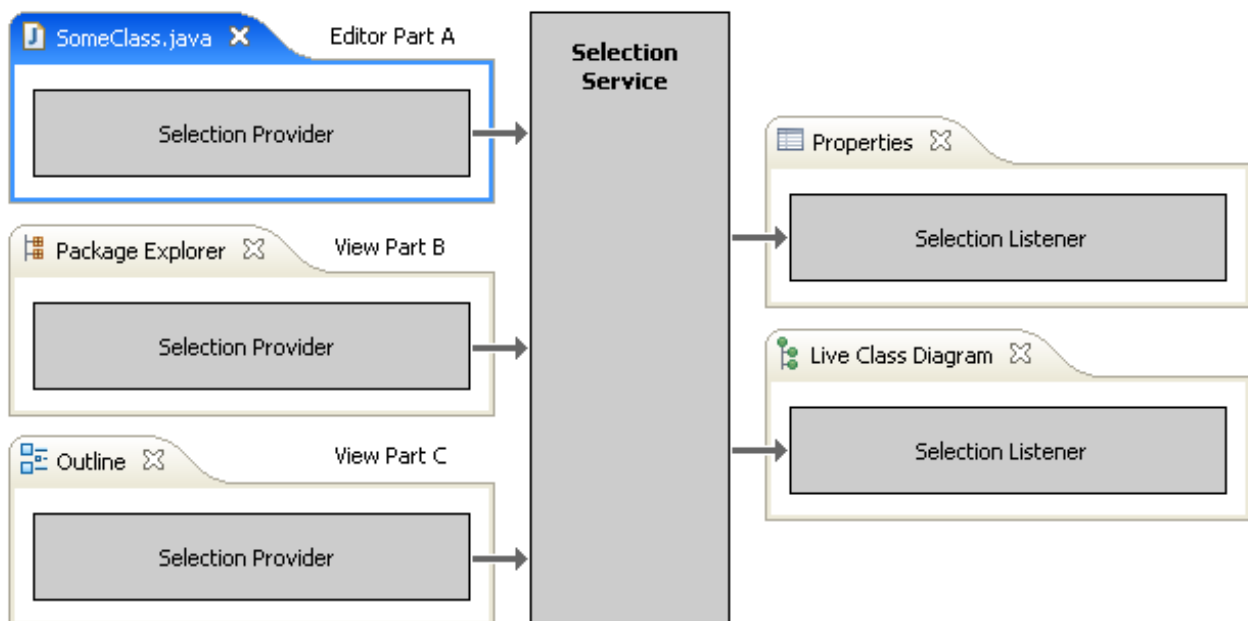 SomeClass.java
Editor Part A
Selection Provider
Package Explorer
View Part B
Selection Provider
Outline
View Part C
Selection Provider
Selection
Service
Properties
Selection Listener
Live Class Diagram
Selection Listener